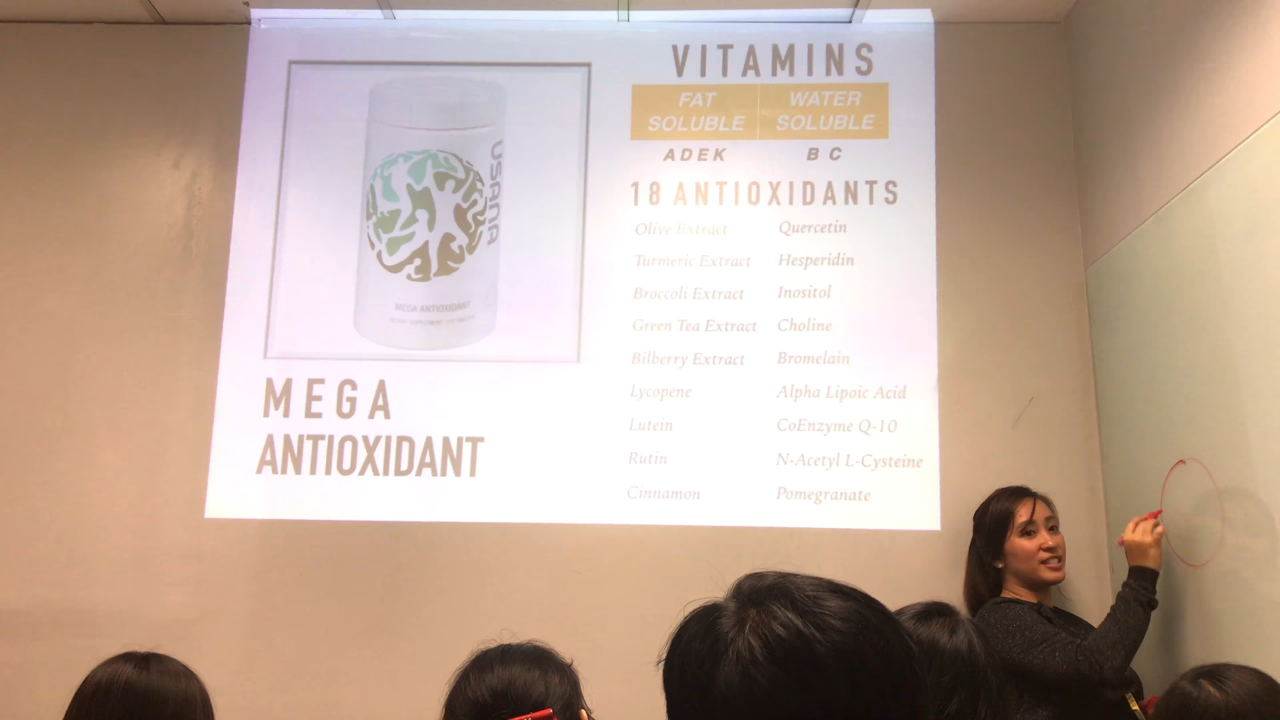 USANA
MEGA ANTIOXIDANT
MEGA
ANTIOXIDANT
VITAMINS
FAT SOLUBLE
WATER SOLUBLE
ADEK
B C
18 ANTIOXIDANTS
Olive Extract
Turmeric Extract
Broccoli Extract
Green Tea Extract
Bilberry Extract
Lycopene
Lutein
Rutin
Cinnamon
Quercetin
Hesperidin
Inositol
Choline
Bromelain
Alpha Lipoic Acid
CoEnzyme Q-10
N-Acetyl L-Cysteine
Pomegranate